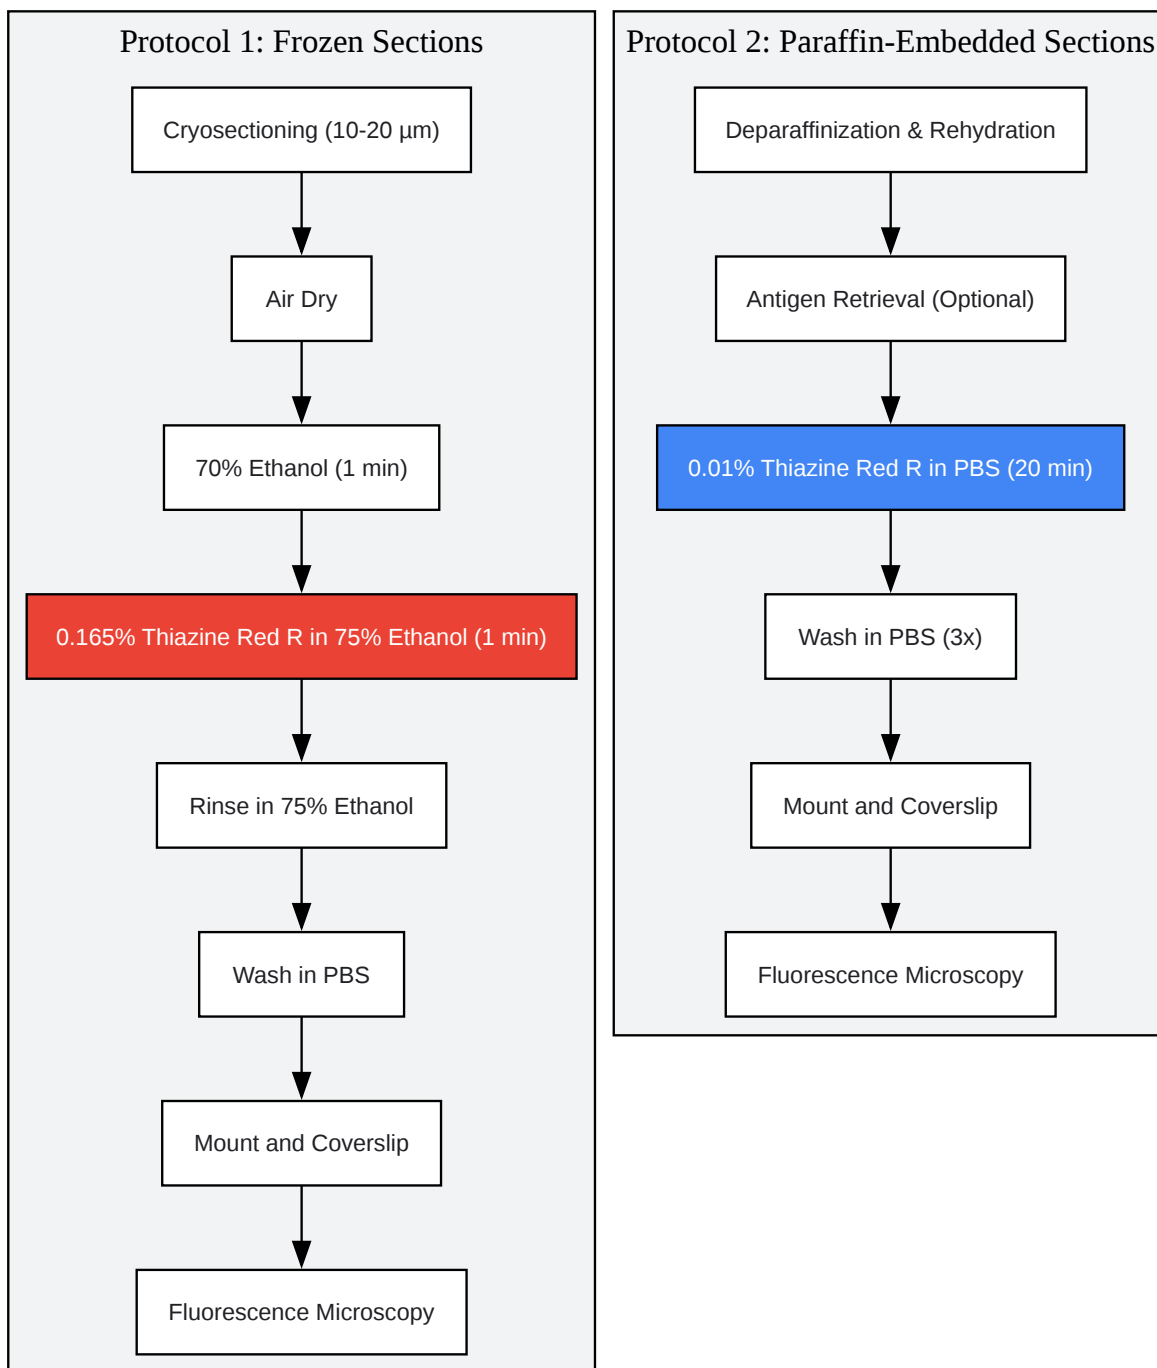 Protocol 1: Frozen Sections
Cryosectioning (10-20 µm)
Air Dry
70% Ethanol (1 min)
0.165% Thiazine Red R in 75% Ethanol (1 min)
Rinse in 75% Ethanol
Wash in PBS
Mount and Coverslip
Fluorescence Microscopy
Protocol 2: Paraffin-Embedded Sections
Deparaffinization & Rehydration
Antigen Retrieval (Optional)
0.01% Thiazine Red R in PBS (20 min)
Wash in PBS (3x)
Mount and Coverslip
Fluorescence Microscopy